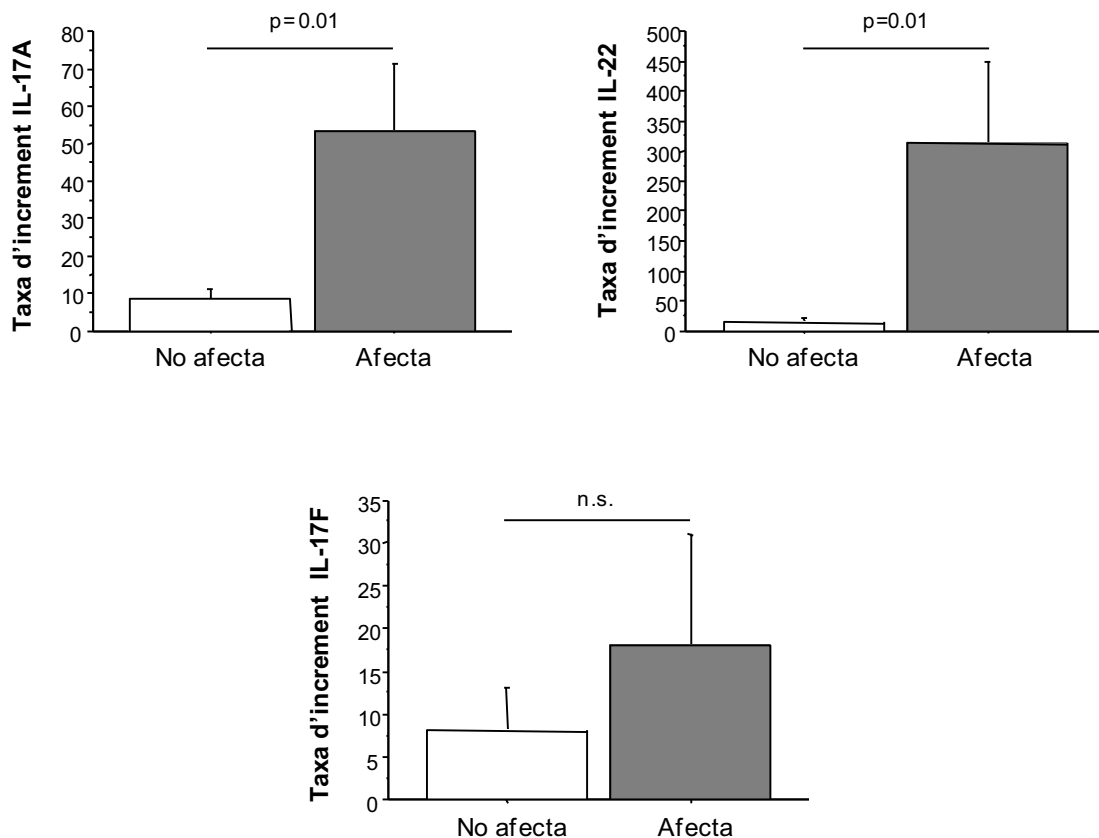 p=0.01
Taxa d’increment IL-17A
80
70
60
50
40
30
20
10
0
No afecta
Afecta
p=0.01
Taxa d’increment IL-22
500
450
400
350
300
250
200
150
100
50
0
No afecta
Afecta
n.s.
Taxa d’increment IL-17F
35
30
25
20
15
10
5
0
No afecta
Afecta